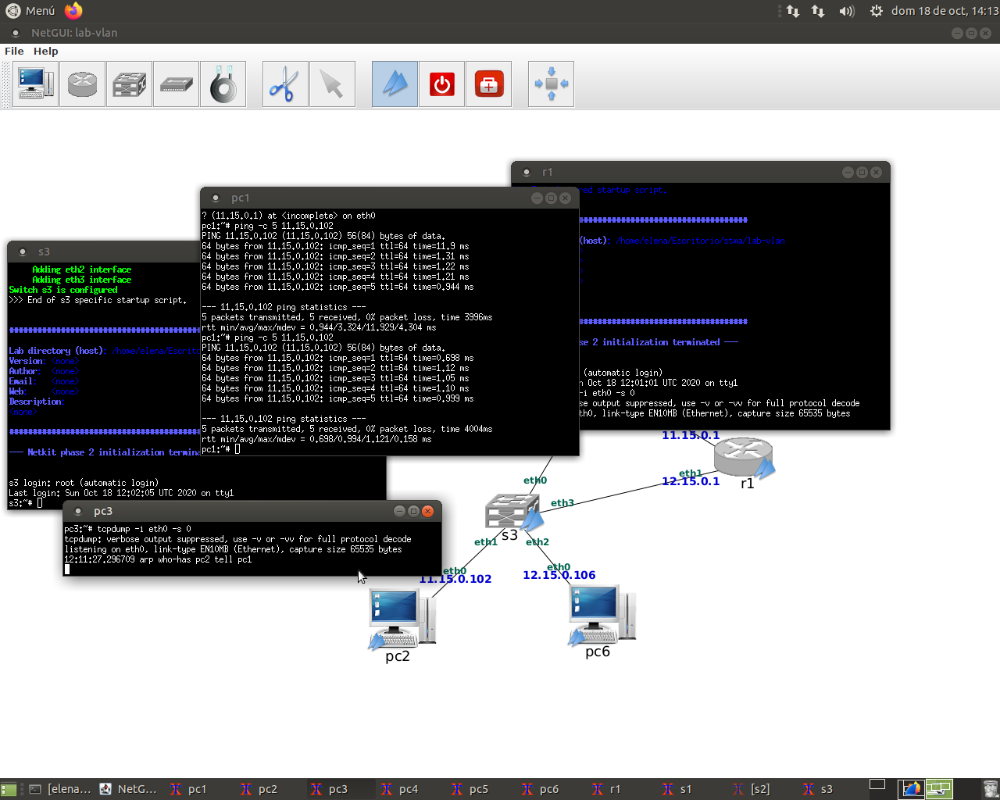 Menú
dom 18 de oct, 14:13
NetGUI: lab-vlan
File Help
r1
red startup script.
(host): /home/elena/Escritorio/stma/lab-vlan
se 2 initialization terminated ---
(automatic login)
n Oct 18 12:01:01 UTC 2020 on tty1
-i eth0 -s 0
se output suppressed, use -v or -vv for full protocol decode
th0, link-type EN10MB (Ethernet), capture size 65535 bytes
pc1
? (11.15.0.1) at <incomplete> on eth0
pc1:~# ping -c 5 11.15.0.102
PING 11.15.0.102 (11.15.0.102) 56(84) bytes of data.
64 bytes from 11.15.0.102: icmp_seq=1 ttl=64 time=11.9 ms
64 bytes from 11.15.0.102: icmp_seq=2 ttl=64 time=1.31 ms
64 bytes from 11.15.0.102: icmp_seq=3 ttl=64 time=1.22 ms
64 bytes from 11.15.0.102: icmp_seq=4 ttl=64 time=1.21 ms
64 bytes from 11.15.0.102: icmp_seq=5 ttl=64 time=0.944 ms
--- 11.15.0.102 ping statistics ---
5 packets transmitted, 5 received, 0% packet loss, time 3996ms
rtt min/avg/max/mdev = 0.944/3.324/11.929/4.304 ms
pc1:~# ping -c 5 11.15.0.102
PING 11.15.0.102 (11.15.0.102) 56(84) bytes of data.
64 bytes from 11.15.0.102: icmp_seq=1 ttl=64 time=0.698 ms
64 bytes from 11.15.0.102: icmp_seq=2 ttl=64 time=1.12 ms
64 bytes from 11.15.0.102: icmp_seq=3 ttl=64 time=1.05 ms
64 bytes from 11.15.0.102: icmp_seq=4 ttl=64 time=1.10 ms
64 bytes from 11.15.0.102: icmp_seq=5 ttl=64 time=0.999 ms
--- 11.15.0.102 ping statistics ---
5 packets transmitted, 5 received, 0% packet loss, time 4004ms
rtt min/avg/max/mdev = 0.698/0.994/1.121/0.158 ms
pc1:~#
s3
Adding eth2 interface
Adding eth3 interface
Switch s3 is configured
>>> End of s3 specific startup script.
Lab directory (host): /home/elena/Escrito
Version: <none>
Author: <none>
Email: <none>
Web: <none>
Description:
<none>
--- Netkit phase 2 initialization termina
s3 login: root (automatic login)
Last login: Sun Oct 18 12:02:05 UTC 2020 on tty1
s3:~#
pc3
pc3:~# tcpdump -i eth0 -s 0
tcpdump: verbose output suppressed, use -v or -vv for full protocol decode
listening on eth0, link-type EN10MB (Ethernet), capture size 65535 bytes
12:11:27.296709 arp who-has pc2 tell pc1
11.15.0.1
eth1
12.15.0.1
r1
eth0
eth3
s3
eth1
eth2
eth0
11.15.0.102
eth0
12.15.0.106
pc2
pc6
[elena...
NetG...
pc1
pc2
pc3
pc4
pc5
pc6
r1
s1
[s2]
s3